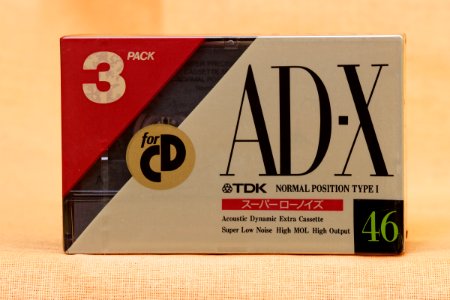 3 PACK
for
CD
AD·X
TDK NORMAL POSITION TYPE I
スーパーローノイズ
Acoustic Dynamic Extra Cassette
Super Low Noise High MOL High Output
46